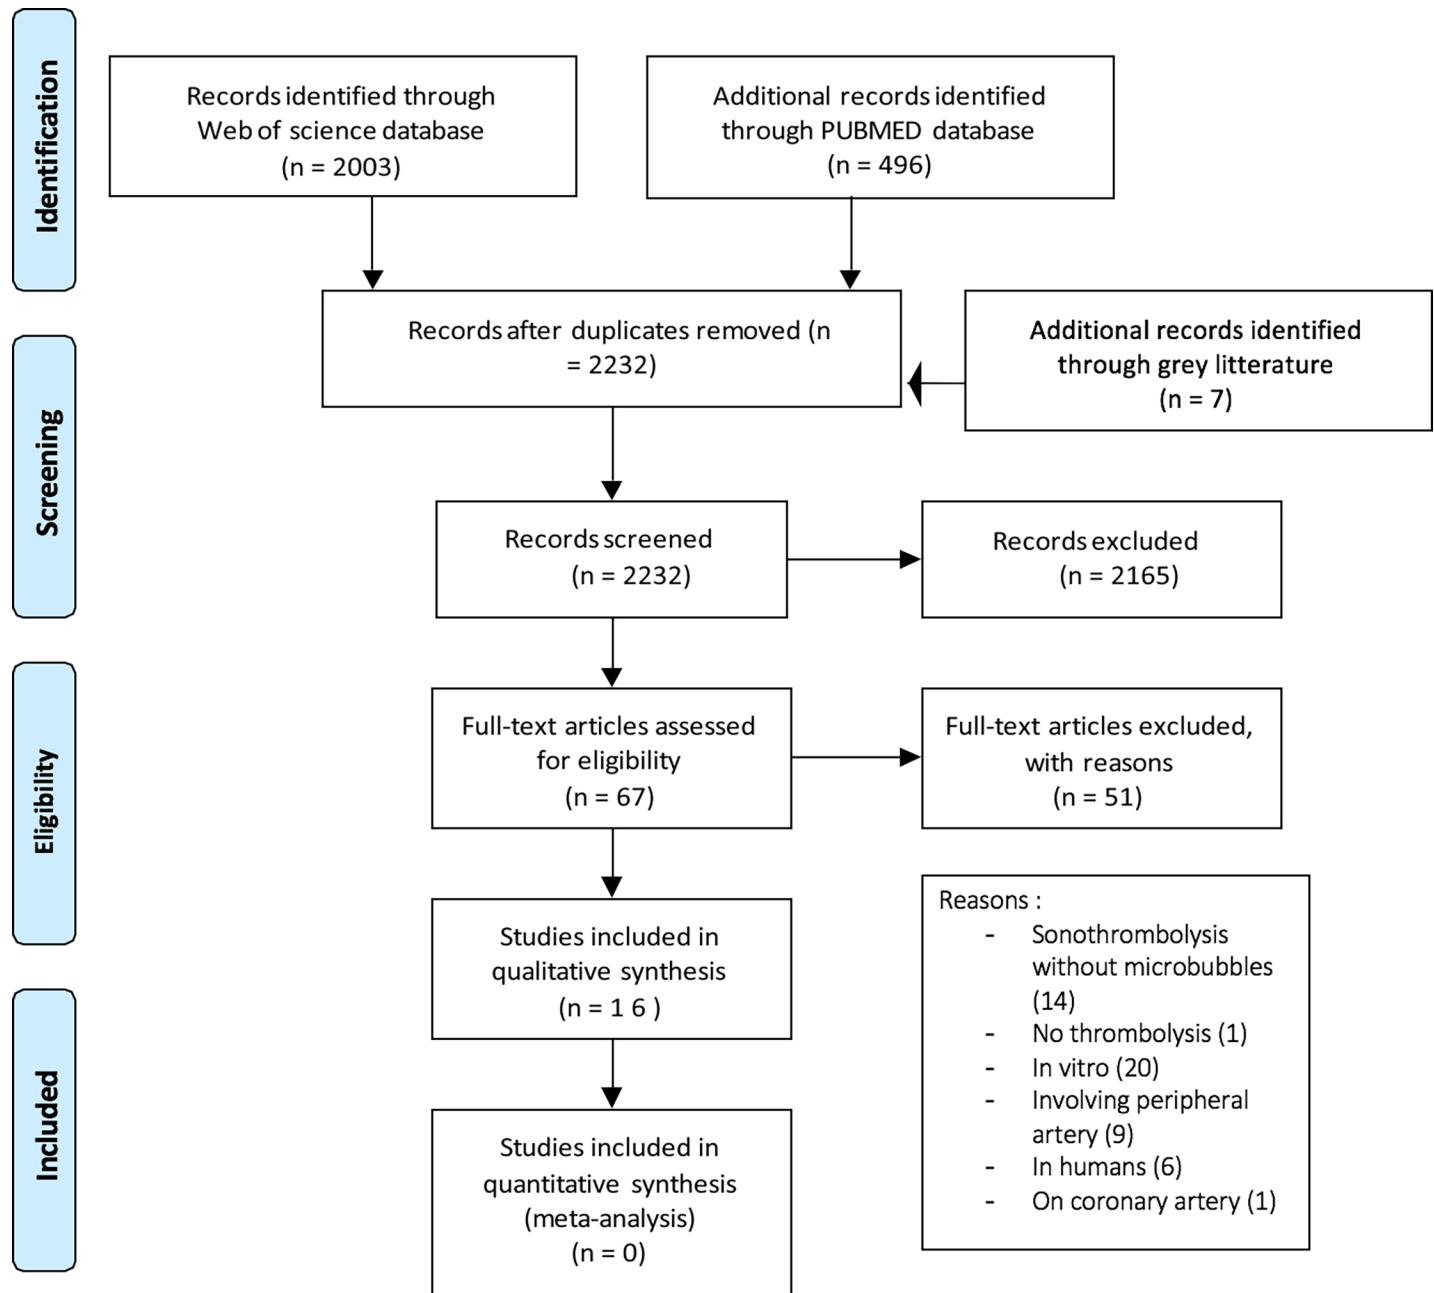 Identification
Records identified through
Web of science database
(n = 2003)
Additional records identified
through PUBMED database
(n = 496)
Records after duplicates removed (n
= 2232)
Additional records identified
through grey litterature
(n = 7)
Screening
Records screened
(n = 2232)
Records excluded
(n = 2165)
Eligibility
Full-text articles assessed
for eligibility
(n = 67)
Full-text articles excluded,
with reasons
(n = 51)
Studies included in
qualitative synthesis
(n = 1 6 )
Reasons :
- Sonothrombolysis
without microbubbles
(14)
- No thrombolysis (1)
- In vitro (20)
- Involving peripheral
artery (9)
- In humans (6)
- On coronary artery (1)
Included
Studies included in
quantitative synthesis
(meta-analysis)
(n = 0)